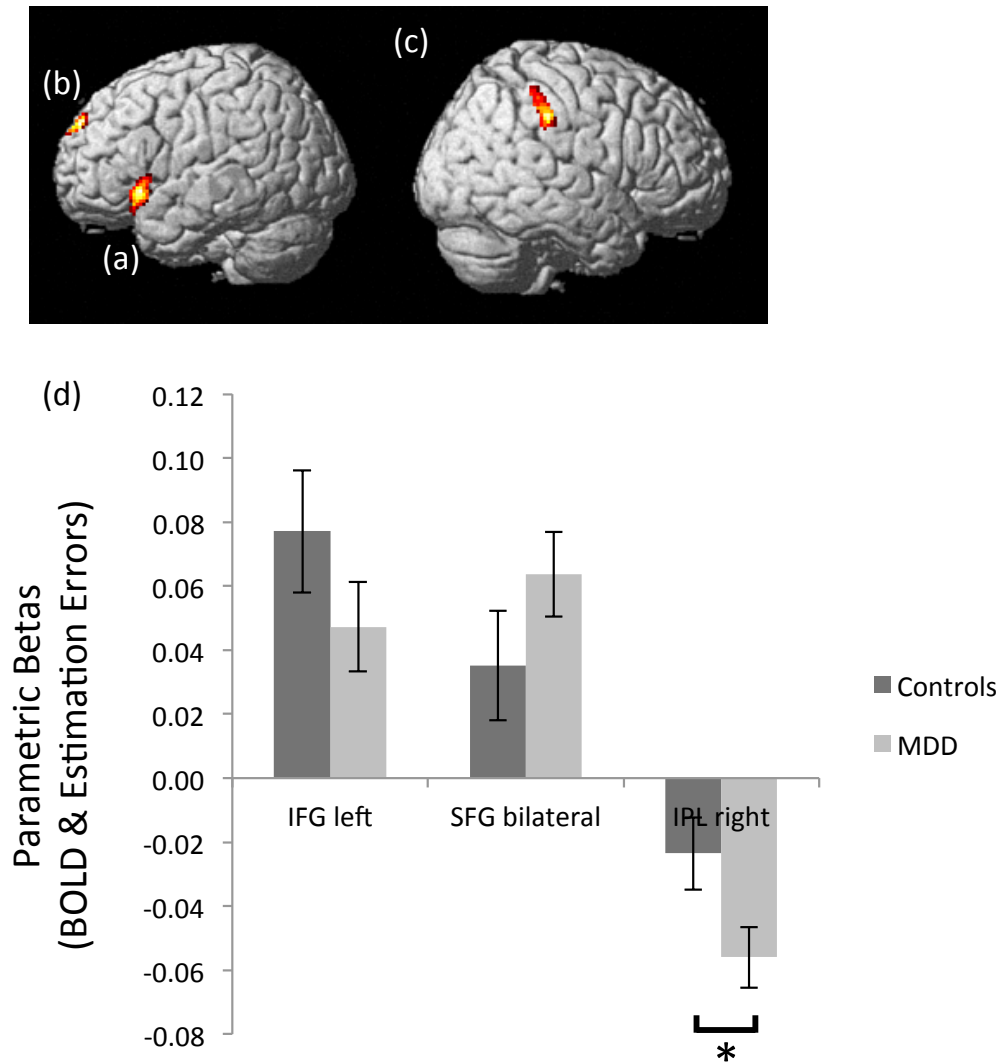 (b)
(c)
(a)
(d)
0.12
0.10
0.08
0.06
0.04
0.02
0.00
-0.02
-0.04
-0.06
-0.08
Parametric Betas
(BOLD & Estimation Errors)
IFG left
SFG bilateral
IPL right
Controls
MDD
*